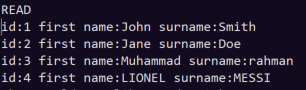 READ
id:1 first name:John surname:Smith
id:2 first name:Jane surname:Doe
id:3 first name:Muhammad surname:rahman
id:4 first name:LIONEL surname:MESSI